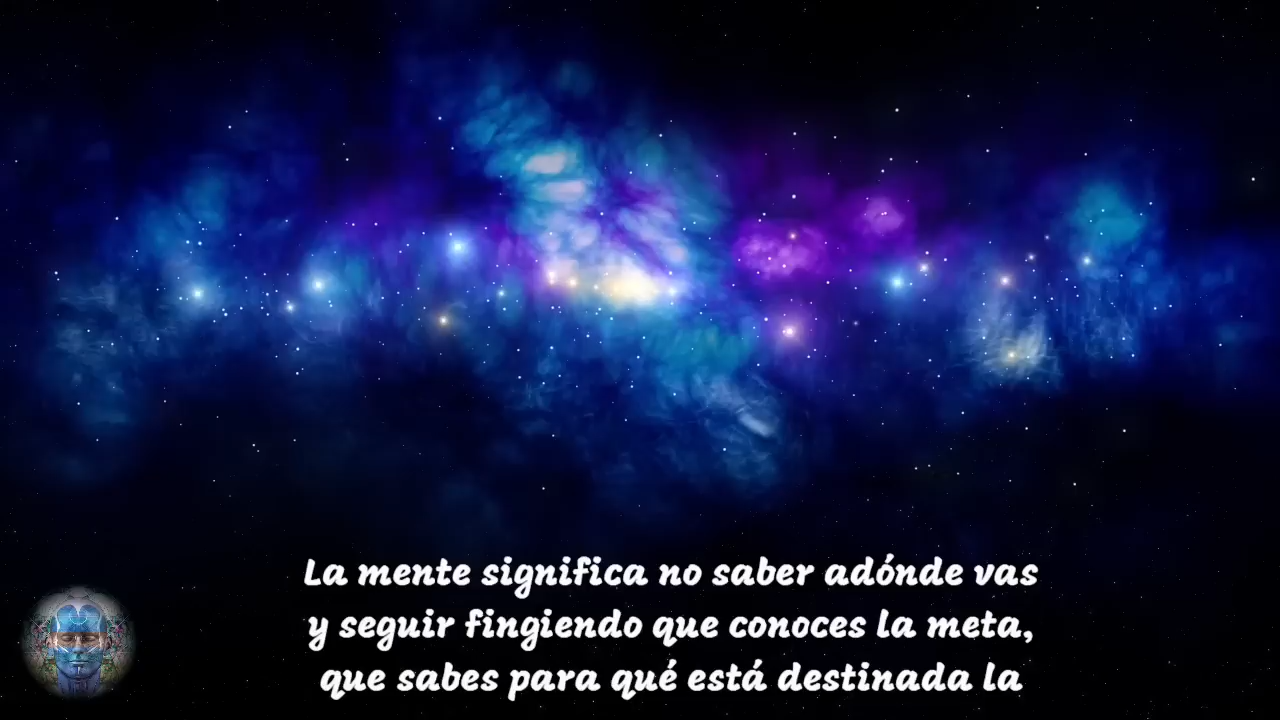 La mente significa no saber adónde vas
y seguir fingiendo que conoces la meta,
que sabes para qué está destinada la